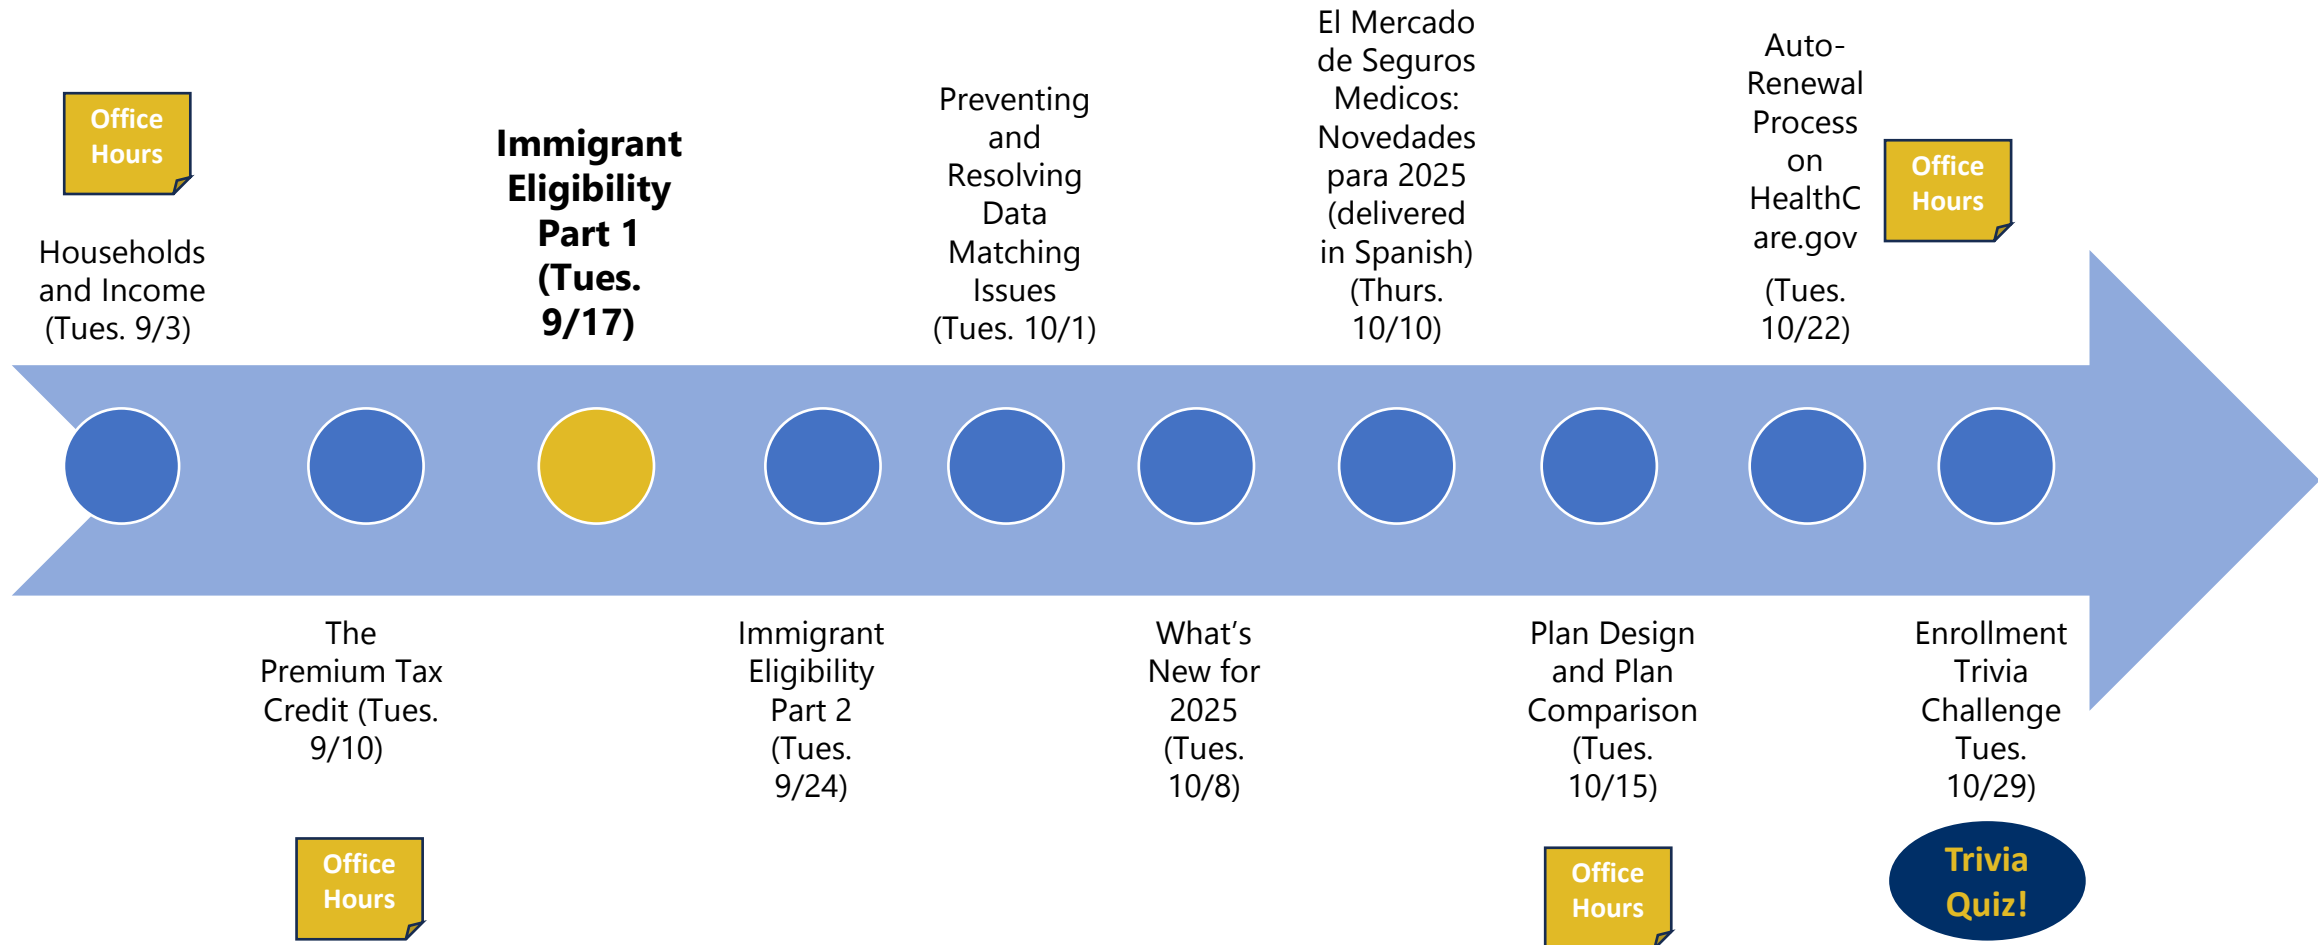 Office
Hours
Households
and Income
(Tues. 9/3)
The
Premium Tax
Credit (Tues.
9/10)
Office
Hours
Immigrant
Eligibility
Part 1
(Tues.
9/17)
Immigrant
Eligibility
Part 2
(Tues.
9/24)
Preventing
and
Resolving
Data
Matching
Issues
(Tues. 10/1)
What’s
New for
2025
(Tues.
10/8)
El Mercado
de Seguros
Medicos:
Novedades
para 2025
(delivered
in Spanish)
(Thurs.
10/10)
Plan Design
and Plan
Comparison
(Tues.
10/15)
Office
Hours
Auto-
Renewal
Process
on
HealthC
are.gov
(Tues.
10/22)
Office
Hours
Enrollment
Trivia
Challenge
Tues.
10/29)
Trivia
Quiz!